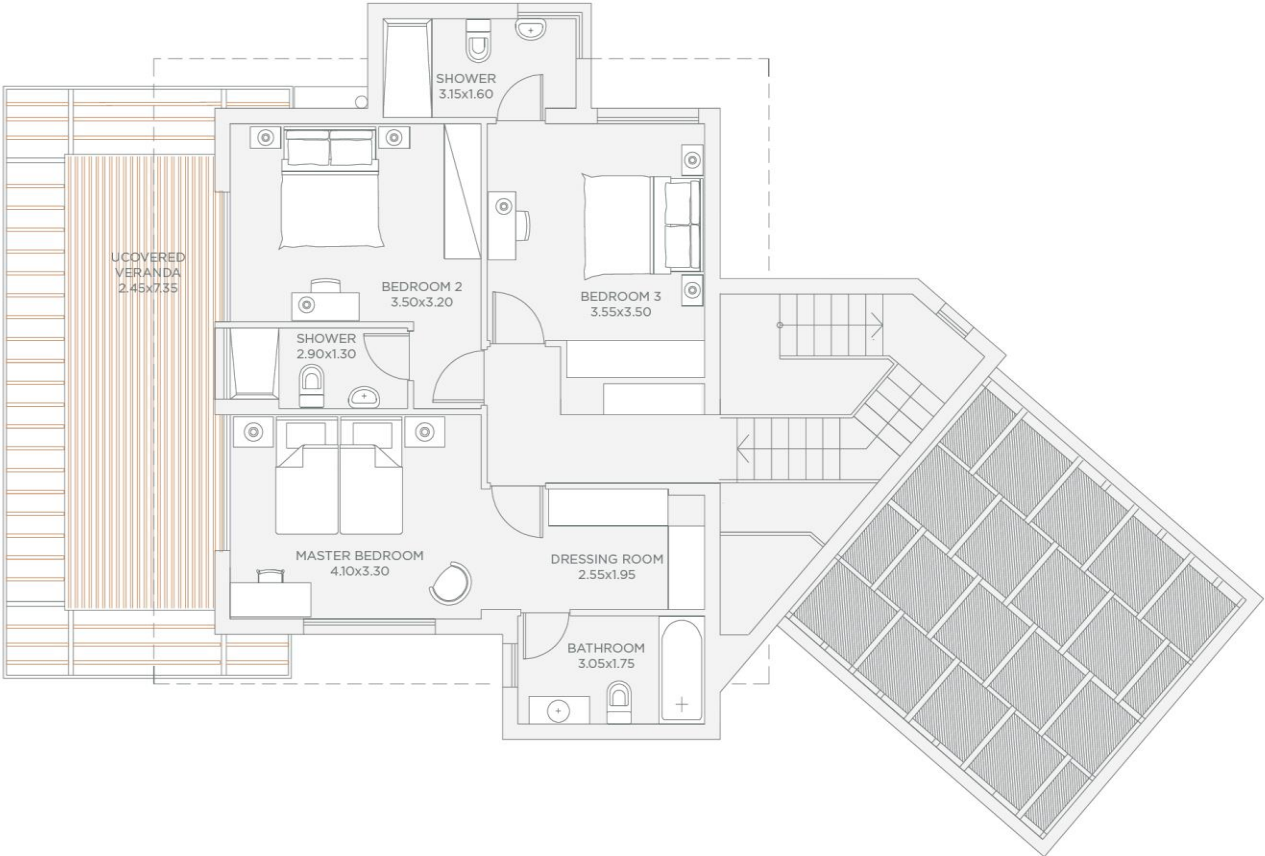 SHOWER
3.15x1.60
UCOVERED
VERANDA
2.45x7.35
BEDROOM 2
3.50x3.20
BEDROOM 3
3.55x3.50
SHOWER
2.90x1.30
MASTER BEDROOM
4.10x3.30
DRESSING ROOM
2.55x1.95
BATHROOM
3.05x1.75